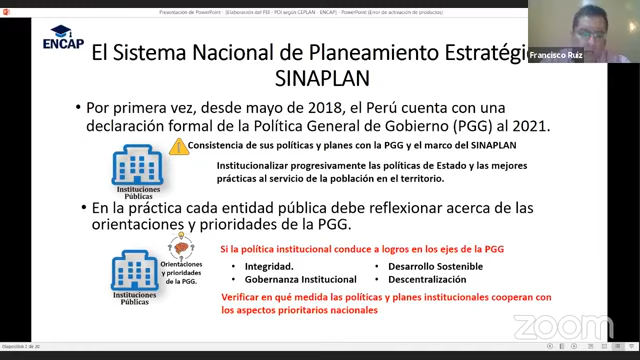 Presentación de PowerPoint - [Elaboración del PEI - POI según CEPLAN - ENCAP] - PowerPoint (Error de activación de productos)
ENCAP
El Sistema Nacional de Planeamiento Estratégi
SINAPLAN
Francisco Ruiz
• Por primera vez, desde mayo de 2018, el Perú cuenta con una
declaración formal de la Política General de Gobierno (PGG) al 2021.
Consistencia de sus políticas y planes con la PGG y el marco del SINAPLAN
Institucionalizar progresivamente las políticas de Estado y las mejores
prácticas al servicio de la población en el territorio.
Instituciones
Públicas
• En la práctica cada entidad pública debe reflexionar acerca de las
orientaciones y prioridades de la PGG.
Orientaciones
y prioridades
de la PGG.
Instituciones
Públicas
Si la política institucional conduce a logros en los ejes de la PGG
• Integridad.
• Desarrollo Sostenible
• Gobernanza Institucional
• Descentralización
Verificar en qué medida las políticas y planes institucionales cooperan con
los aspectos prioritarios nacionales
zoom